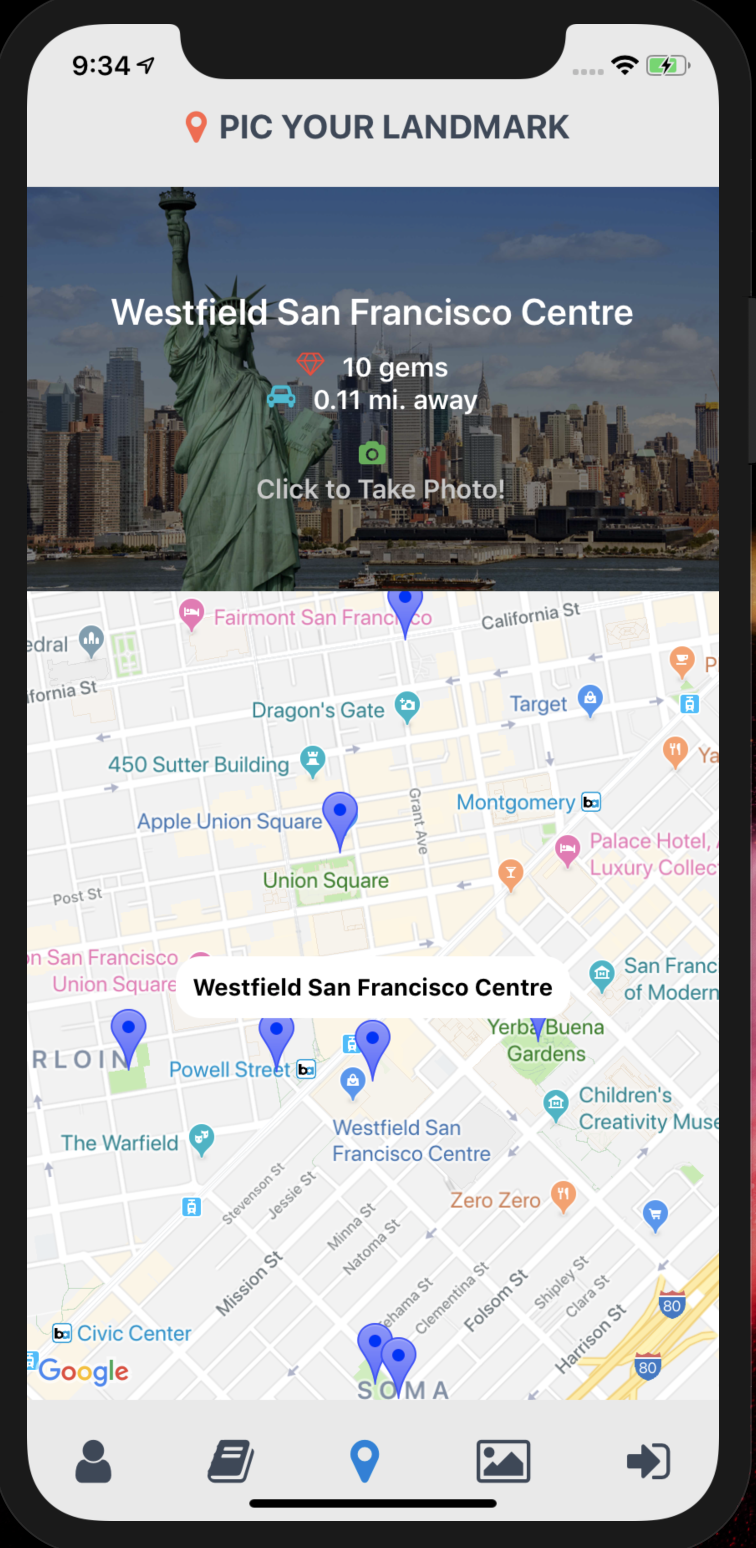 9:34
PIC YOUR LANDMARK
Westfield San Francisco Centre
10 gems
0.11 mi. away
Click to Take Photo!
Fairmont San Francisco
California St
edral
ifornia St
P
Dragon's Gate
Target
450 Sutter Building
Ya
Grant Ave
Montgomery
Apple Union Square
Palace Hotel, A
Luxury Collec
Union Square
Post St
on San Francisco
Union Square
San Franc
of Modern
Westfield San Francisco Centre
Yerba Buena
Gardens
RLOIN
Powell Street
Children's
Creativity Muse
Westfield San
Francisco Centre
The Warfield
Zero Zero
Stevenson St
Jessie St
Minna St
Natoma St
Mission St
ehama St
Clementina St
Folsom St
Shipley St
Clara St
Harrison St
80
80
Civic Center
Google
SOMA